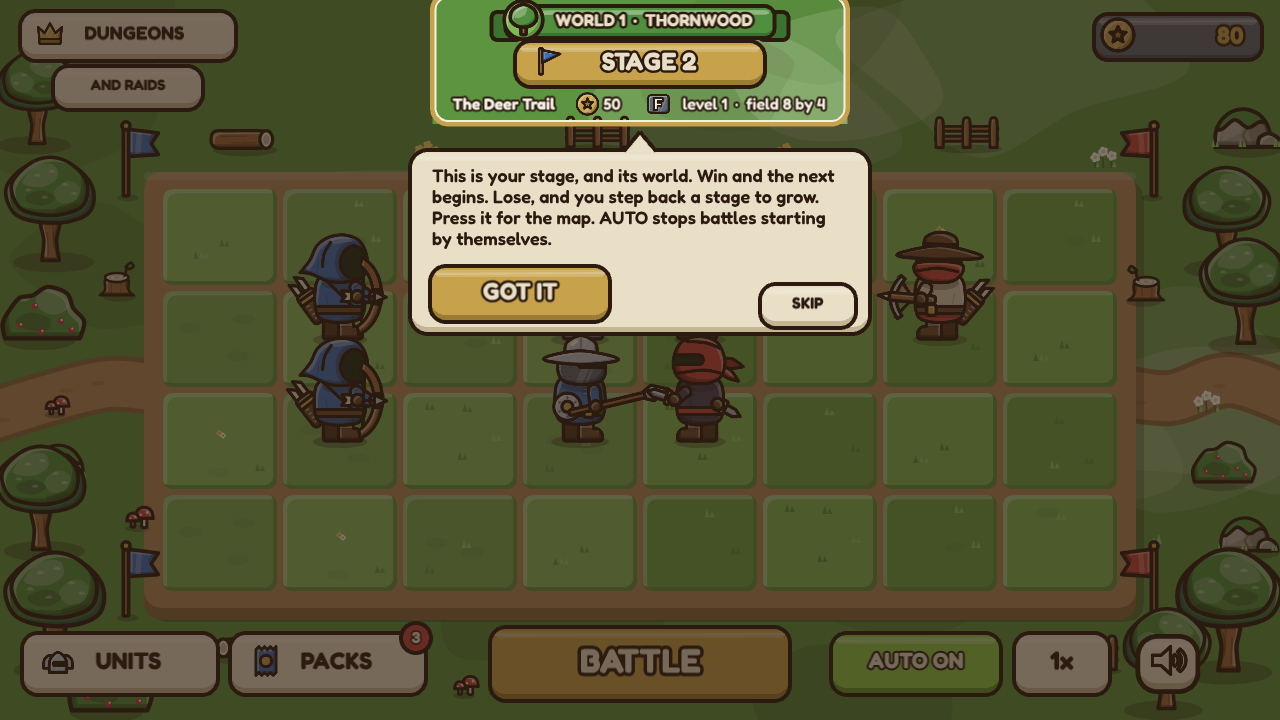 DUNGEONS
AND RAIDS
WORLD 1 · THORNWOOD
STAGE 2
The Deer Trail 50 F level 1 · field 8 by 4
80
This is your stage, and its world. Win and the next
begins. Lose, and you step back a stage to grow.
Press it for the map. AUTO stops battles starting
by themselves.
GOT IT
SKIP
UNITS
PACKS
3
BATTLE
AUTO ON
1x